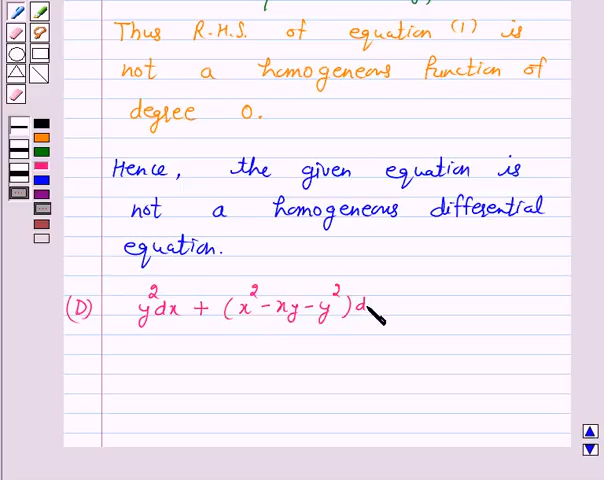 Thus R.H.S. of equation (1) is
not a homogeneous function of
degree 0.
Hence, the given equation is
not a homogeneous differential
equation.
(D) y²dx + (x² - xy - y²)d